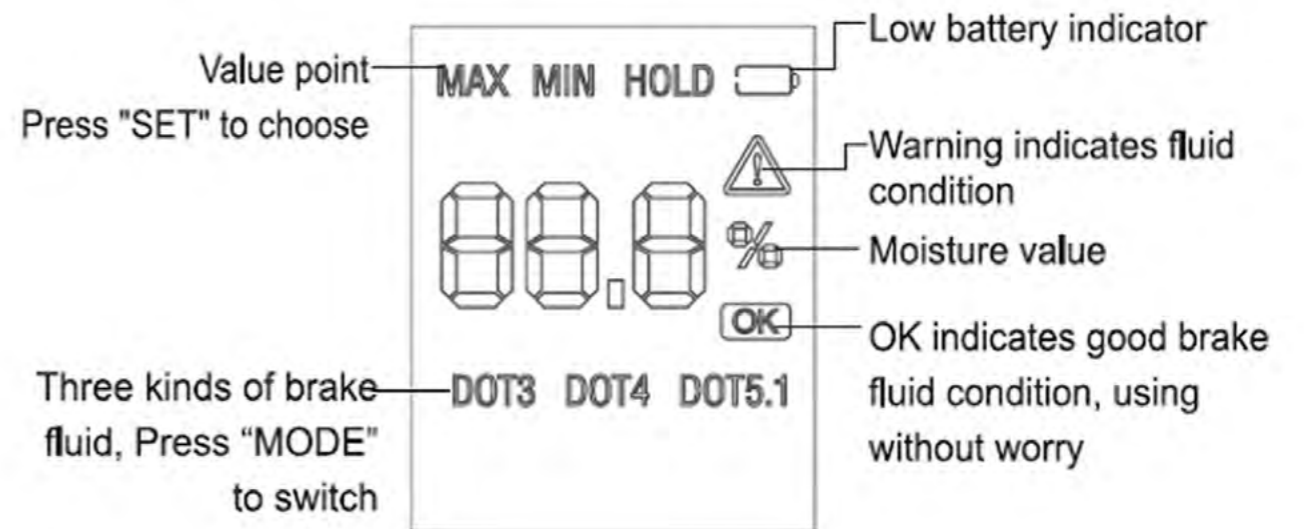 Low battery indicator
Value point
Press "SET" to choose
MAX MIN HOLD
Warning indicates fluid
condition
88.8 %
Moisture value
OK
OK indicates good brake
fluid condition, using
without worry
Three kinds of brake
fluid, Press “MODE”
to switch
DOT3 DOT4 DOT5.1